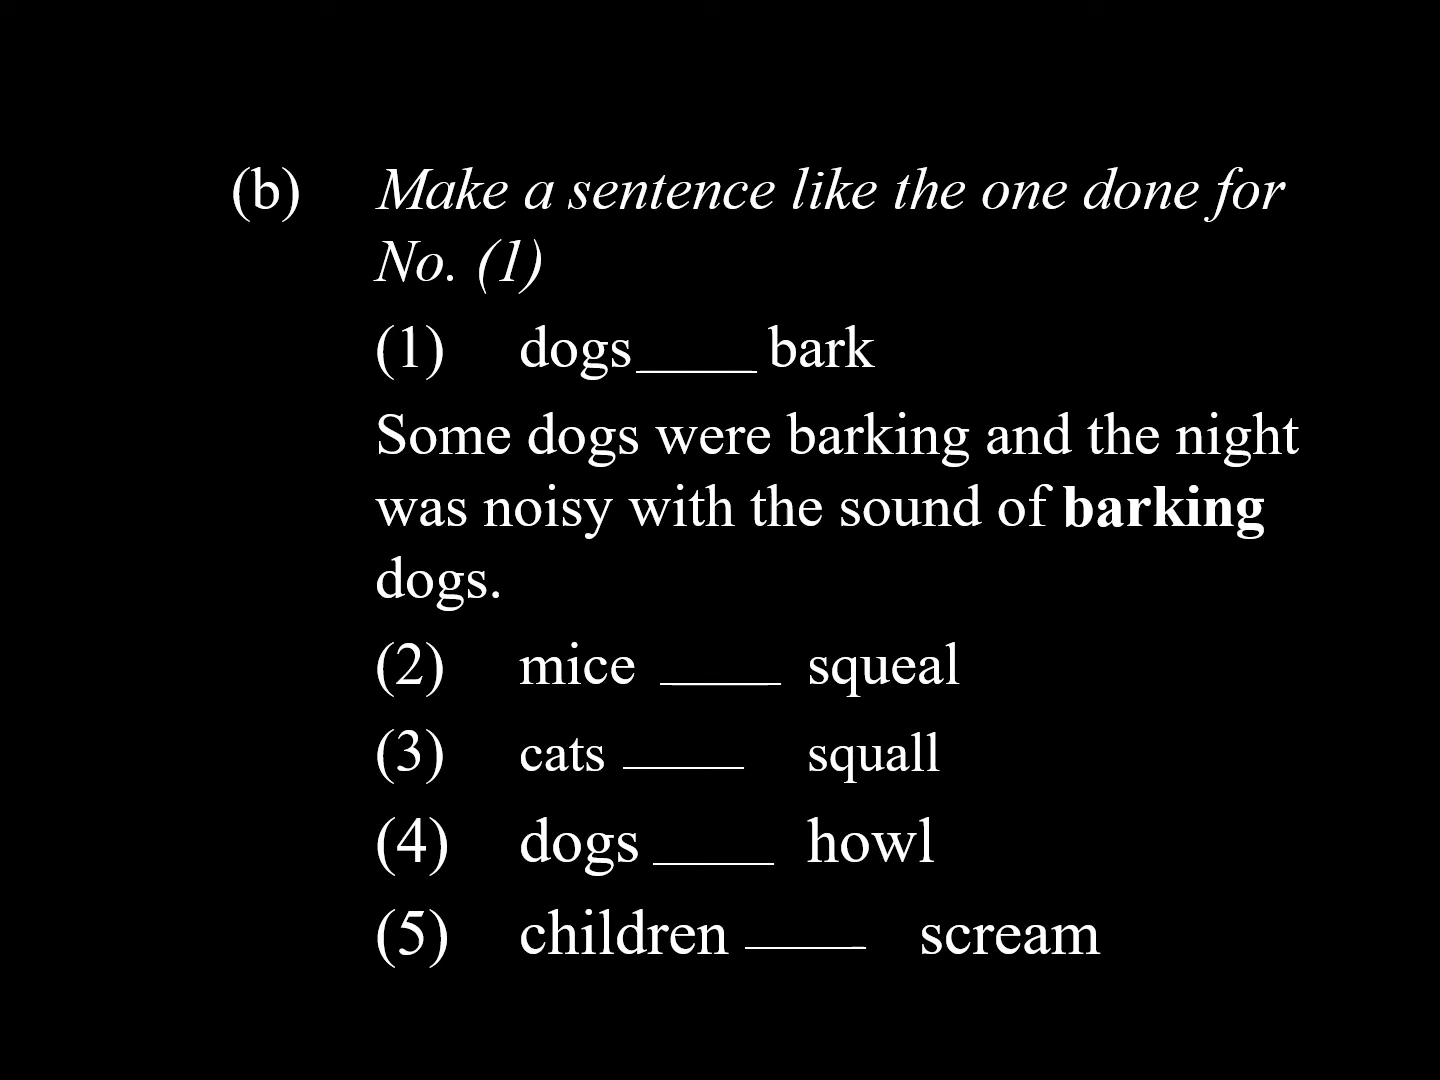 (b) Make a sentence like the one done for
No. (1)
(1) dogs____ bark
Some dogs were barking and the night
was noisy with the sound of barking
dogs.
(2) mice ____ squeal
(3) cats ____ squall
(4) dogs ____ howl
(5) children ____ scream